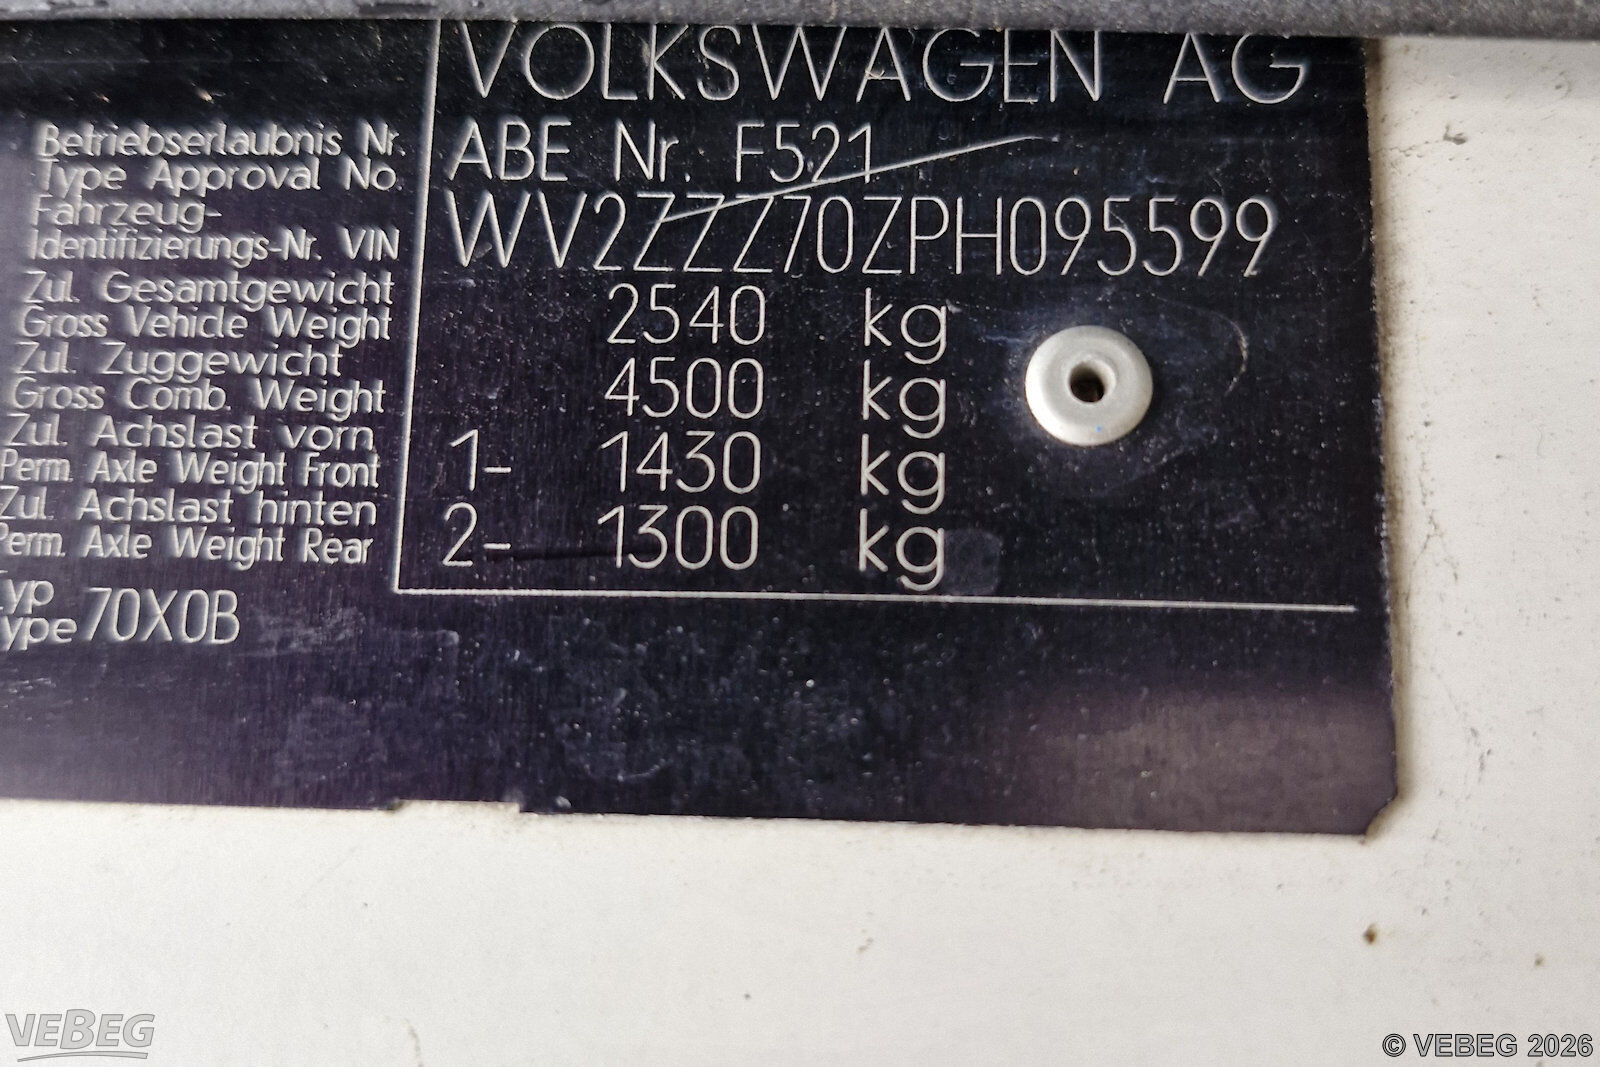 VOLKSWAGEN AG
Betriebserlaubnis Nr. ABE Nr. F521
Type Approval No.
Fahrzeug-
Identifizierungs-Nr. VIN WV2ZZZ70ZPH095599
Zul. Gesamtgewicht 2540 kg
Gross Vehicle Weight
Zul. Zuggewicht 4500 kg
Gross Comb. Weight
Zul. Achslast vorn 1- 1430 kg
Perm. Axle Weight Front
Zul. Achslast hinten 2- 1300 kg
Perm. Axle Weight Rear
Typ
Type 70X0B
VEBEG
© VEBEG 2026